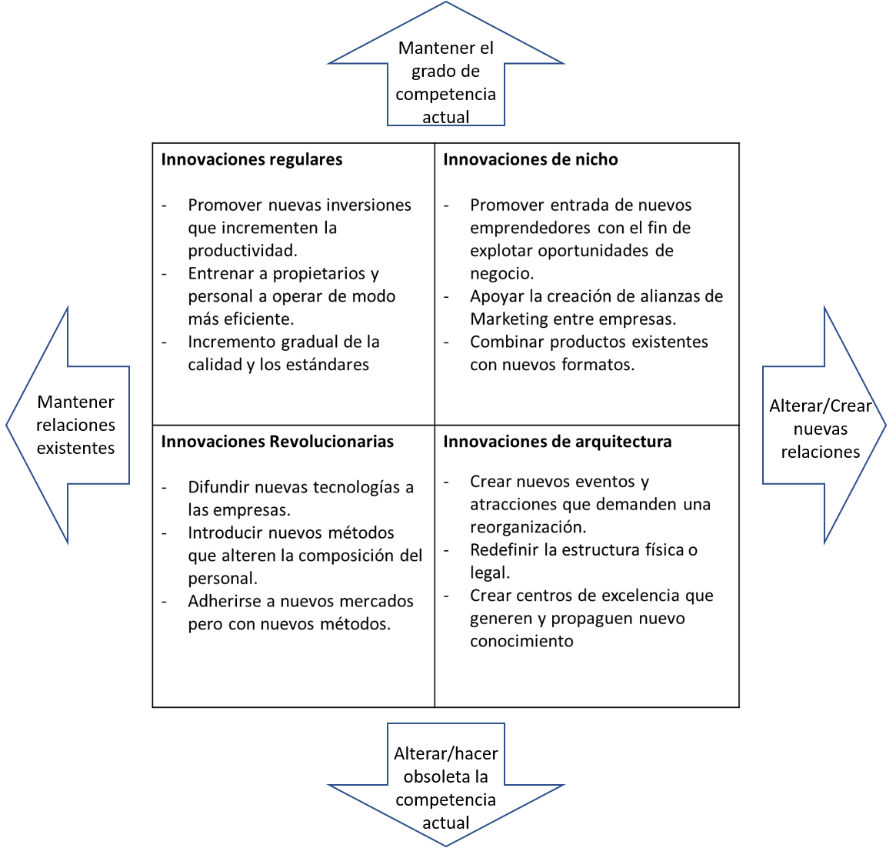 Mantener el
grado de
competencia
actual
Innovaciones regulares
- Promover nuevas inversiones
que incrementen la
productividad.
- Entrenar a propietarios y
personal a operar de modo
más eficiente.
- Incremento gradual de la
calidad y los estándares
Innovaciones de nicho
- Promover entrada de nuevos
emprendedores con el fin de
explotar oportunidades de
negocio.
- Apoyar la creación de alianzas de
Marketing entre empresas.
- Combinar productos existentes
con nuevos formatos.
Mantener
relaciones
existentes
Alterar/Crear
nuevas
relaciones
Innovaciones Revolucionarias
- Difundir nuevas tecnologías a
las empresas.
- Introducir nuevos métodos
que alteren la composición del
personal.
- Adherirse a nuevos mercados
pero con nuevos métodos.
Innovaciones de arquitectura
- Crear nuevos eventos y
atracciones que demanden una
reorganización.
- Redefinir la estructura física o
legal.
- Crear centros de excelencia que
generen y propaguen nuevo
conocimiento
Alterar/hacer
obsoleta la
competencia
actual